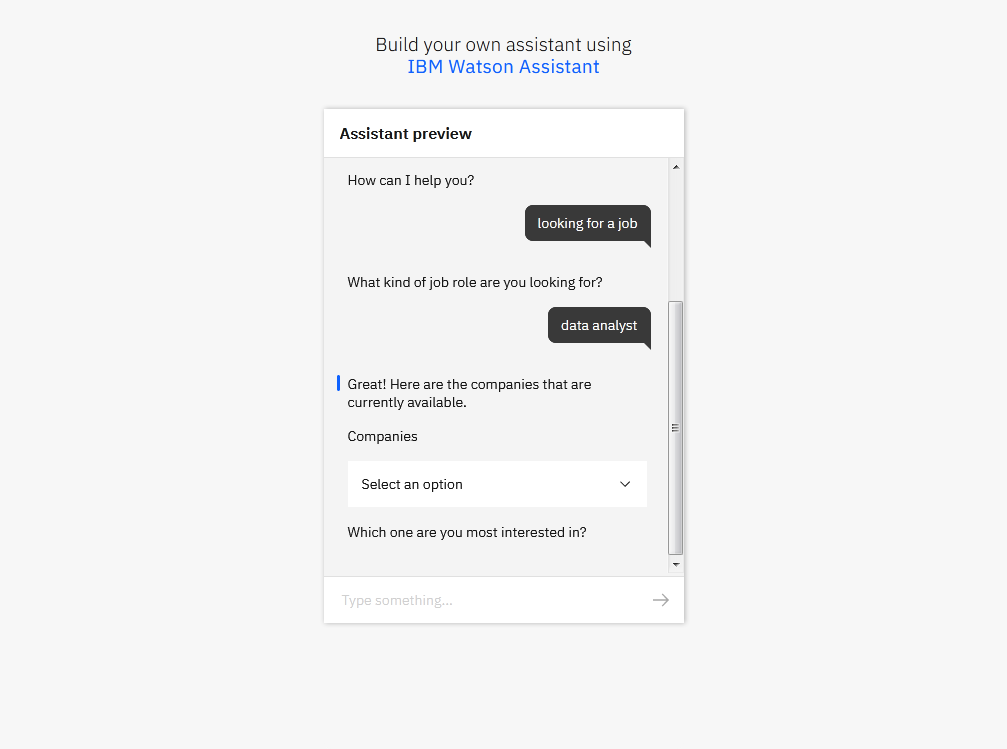 Build your own assistant using
IBM Watson Assistant
Assistant preview
How can I help you?
looking for a job
What kind of job role are you looking for?
data analyst
Great! Here are the companies that are
currently available.
Companies
Select an option
Which one are you most interested in?
Type something...